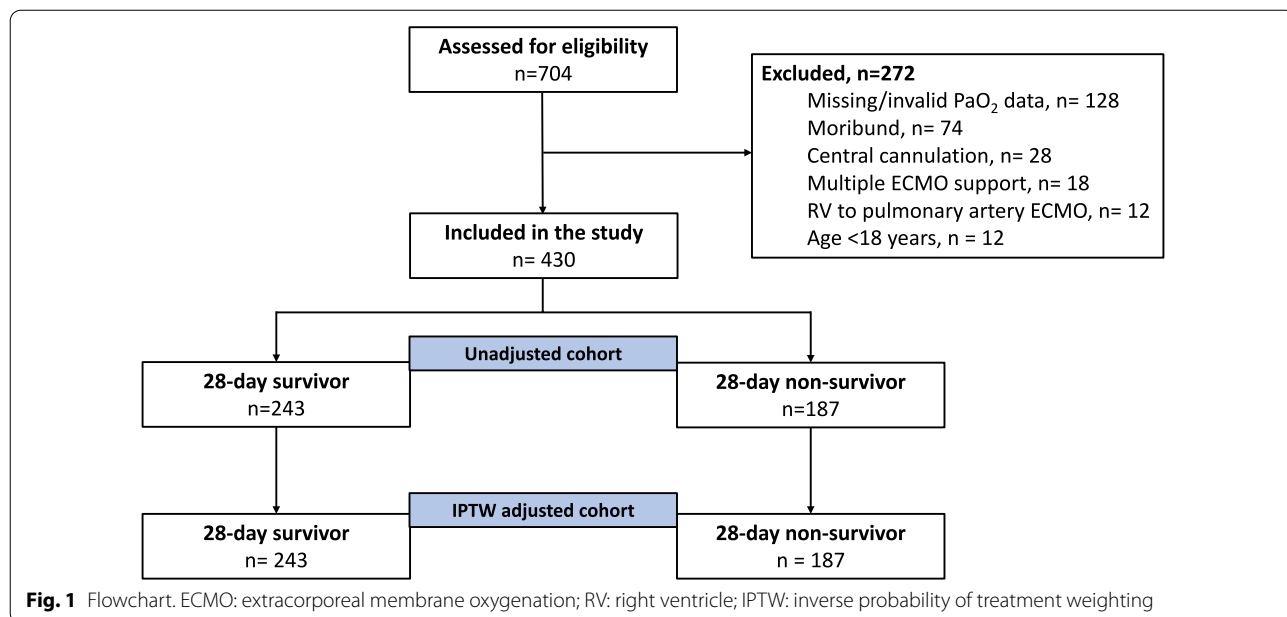 Assessed for eligibility
n=704
Excluded, n=272
Missing/invalid PaO₂ data, n= 128
Moribund, n= 74
Central cannulation, n= 28
Multiple ECMO support, n= 18
RV to pulmonary artery ECMO, n= 12
Age <18 years, n = 12
Included in the study
n= 430
Unadjusted cohort
28-day survivor
n=243
28-day non-survivor
n=187
IPTW adjusted cohort
28-day survivor
n= 243
28-day non-survivor
n = 187
Fig. 1 Flowchart. ECMO: extracorporeal membrane oxygenation; RV: right ventricle; IPTW: inverse probability of treatment weighting